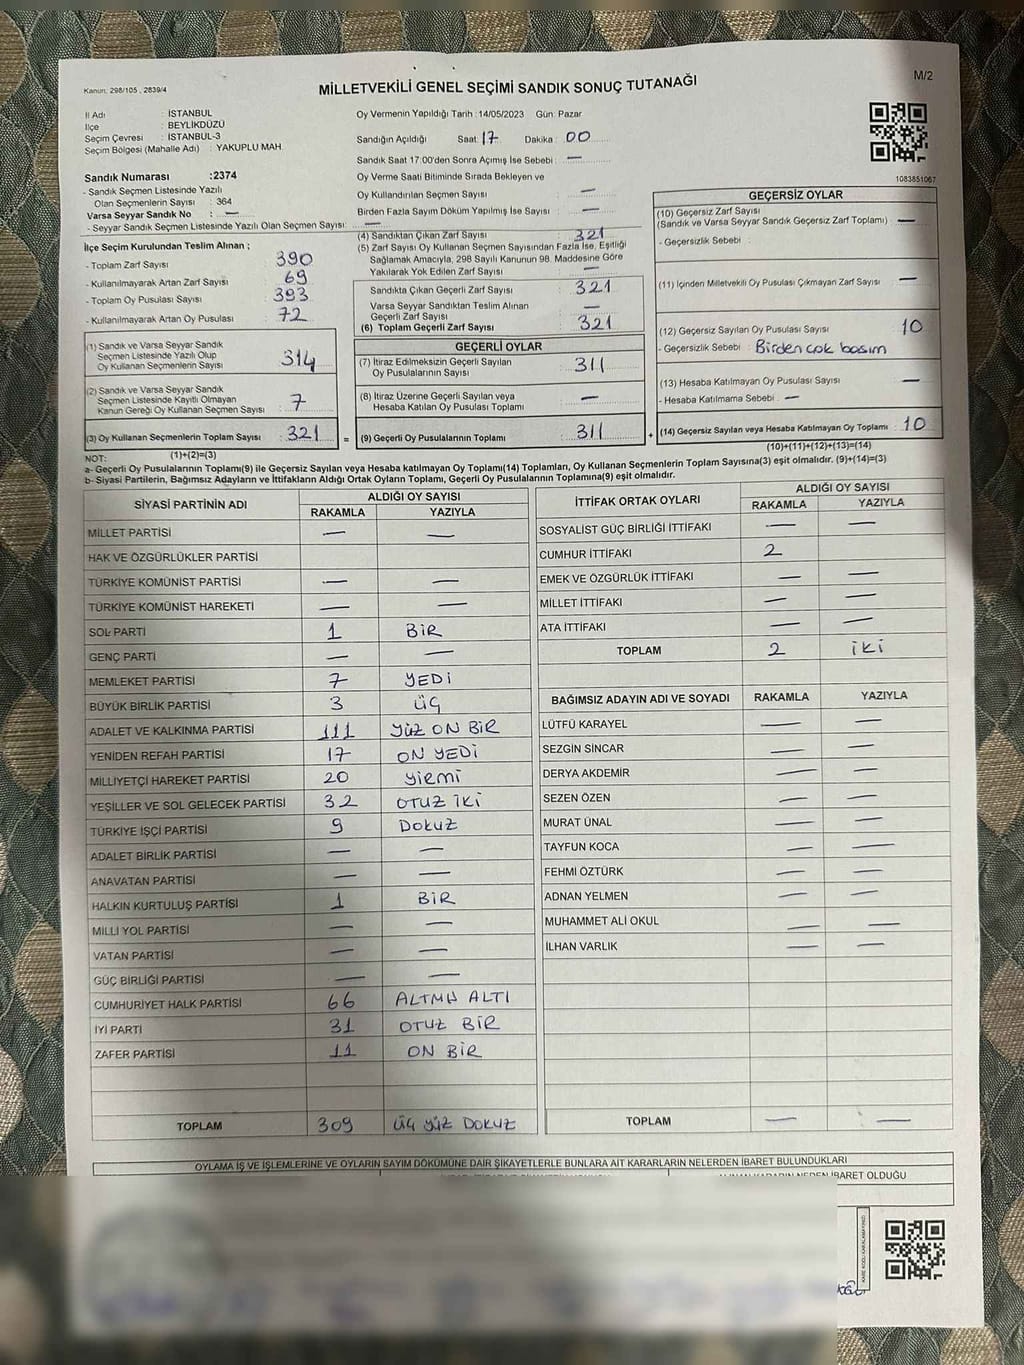 Kanun: 298/105 , 2839/4
MİLLETVEKİLİ GENEL SEÇİMİ SANDIK SONUÇ TUTANAĞI
M/2
İl Adı : İSTANBUL
İlçe : BEYLİKDÜZÜ
Seçim Çevresi : İSTANBUL-3
Seçim Bölgesi (Mahalle Adı) : YAKUPLU MAH.
Sandık Numarası :2374
- Sandık Seçmen Listesinde Yazılı
Olan Seçmenlerin Sayısı : 364
Varsa Seyyar Sandık No : —
- Seyyar Sandık Seçmen Listesinde Yazılı Olan Seçmen Sayısı: —
Oy Vermenin Yapıldığı Tarih :14/05/2023 Gün: Pazar
Sandığın Açıldığı Saat: 17 Dakika: 00
Sandık Saat 17:00'den Sonra Açımış İse Sebebi : —
Oy Verme Saati Bitiminde Sırada Bekleyen ve
Oy Kullandırılan Seçmen Sayısı : —
Birden Fazla Sayım Döküm Yapılmış İse Sayısı : —
1083851067
İlçe Seçim Kurulundan Teslim Alınan ;
- Toplam Zarf Sayısı : 390
- Kullanılmayarak Artan Zarf Sayısı : 69
- Toplam Oy Pusulası Sayısı : 393
- Kullanılmayarak Artan Oy Pusulası : 72
(4) Sandıktan Çıkan Zarf Sayısı : 321
(5) Zarf Sayısı Oy Kullanan Seçmen Sayısından Fazla İse, Eşitliği
Sağlamak Amacıyla, 298 Sayılı Kanunun 98. Maddesine Göre
Yakılarak Yok Edilen Zarf Sayısı : —
Sandıkta Çıkan Geçerli Zarf Sayısı : 321
Varsa Seyyar Sandıktan Teslim Alınan
Geçerli Zarf Sayısı : —
(6) Toplam Geçerli Zarf Sayısı : 321
GEÇERSİZ OYLAR
(10) Geçersiz Zarf Sayısı
(Sandık ve Varsa Seyyar Sandık Geçersiz Zarf Toplamı) : —
- Geçersizlik Sebebi :
(11) İçinden Milletvekili Oy Pusulası Çıkmayan Zarf Sayısı : —
(12) Geçersiz Sayılan Oy Pusulası Sayısı : 10
- Geçersizlik Sebebi : Birden cok basım
(13) Hesaba Katılmayan Oy Pusulası Sayısı : —
- Hesaba Katılmama Sebebi : —
(14) Geçersiz Sayılan veya Hesaba Katılmayan Oy Toplamı : 10
(10)+(11)+(12)+(13)=(14)
(1) Sandık ve Varsa Seyyar Sandık
Seçmen Listesinde Yazılı Olup
Oy Kullanan Seçmenlerin Sayısı : 314
(2) Sandık ve Varsa Seyyar Sandık
Seçmen Listesinde Kayıtlı Olmayan
Kanun Gereği Oy Kullanan Seçmen Sayısı : 7
(3) Oy Kullanan Seçmenlerin Toplam Sayısı : 321
(1)+(2)=(3)
GEÇERLİ OYLAR
(7) İtiraz Edilmeksizin Geçerli Sayılan
Oy Pusulalarının Sayısı : 311
(8) İtiraz Üzerine Geçerli Sayılan veya
Hesaba Katılan Oy Pusulası Toplamı : —
= (9) Geçerli Oy Pusulalarının Toplamı : 311 +
NOT:
a- Geçerli Oy Pusulalarının Toplamı(9) ile Geçersiz Sayılan veya Hesaba katılmayan Oy Toplamı(14) Toplamları, Oy Kullanan Seçmenlerin Toplam Sayısına(3) eşit olmalıdır. (9)+(14)=(3)
b- Siyasi Partilerin, Bağımsız Adayların ve İttifakların Aldığı Ortak Oyların Toplamı, Geçerli Oy Pusulalarının Toplamına(9) eşit olmalıdır.
SİYASİ PARTİNİN ADI ALDIĞI OY SAYISI
RAKAMLA YAZIYLA
MİLLET PARTİSİ — —
HAK VE ÖZGÜRLÜKLER PARTİSİ
TÜRKİYE KOMÜNİST PARTİSİ — —
TÜRKİYE KOMÜNİST HAREKETİ — —
SOL PARTİ 1 BİR
GENÇ PARTİ — —
MEMLEKET PARTİSİ 7 YEDİ
BÜYÜK BİRLİK PARTİSİ 3 ÜÇ
ADALET VE KALKINMA PARTİSİ 111 YÜZ ON BİR
YENİDEN REFAH PARTİSİ 17 ON YEDİ
MİLLİYETÇİ HAREKET PARTİSİ 20 yirmi
YEŞİLLER VE SOL GELECEK PARTİSİ 32 OTUZ İKİ
TÜRKİYE İŞÇİ PARTİSİ 9 DOKUZ
ADALET BİRLİK PARTİSİ — —
ANAVATAN PARTİSİ — —
HALKIN KURTULUŞ PARTİSİ 1 BİR
MİLLİ YOL PARTİSİ — —
VATAN PARTİSİ — —
GÜÇ BİRLİĞİ PARTİSİ — —
CUMHURİYET HALK PARTİSİ 66 ALTMIŞ ALTI
İYİ PARTİ 31 OTUZ BİR
ZAFER PARTİSİ 11 ON BİR
TOPLAM 309 ÜÇ YÜZ DOKUZ
İTTİFAK ORTAK OYLARI ALDIĞI OY SAYISI
RAKAMLA YAZIYLA
SOSYALİST GÜÇ BİRLİĞİ İTTİFAKI — —
CUMHUR İTTİFAKI 2
EMEK VE ÖZGÜRLÜK İTTİFAKI — —
MİLLET İTTİFAKI — —
ATA İTTİFAKI — —
TOPLAM 2 İKİ
BAĞIMSIZ ADAYIN ADI VE SOYADI RAKAMLA YAZIYLA
LÜTFÜ KARAYEL — —
SEZGİN SİNCAR — —
DERYA AKDEMİR — —
SEZEN ÖZEN — —
MURAT ÜNAL — —
TAYFUN KOCA — —
FEHMİ ÖZTÜRK — —
ADNAN YELMEN — —
MUHAMMET ALİ OKUL — —
İLHAN VARLIK — —
TOPLAM — —
OYLAMA İŞ VE İŞLEMLERİNE VE OYLARIN SAYIM DÖKÜMÜNE DAİR ŞİKAYETLERLE BUNLARA AİT KARARLARIN NELERDEN İBARET BULUNDUKLARI
İBARET OLDUĞU